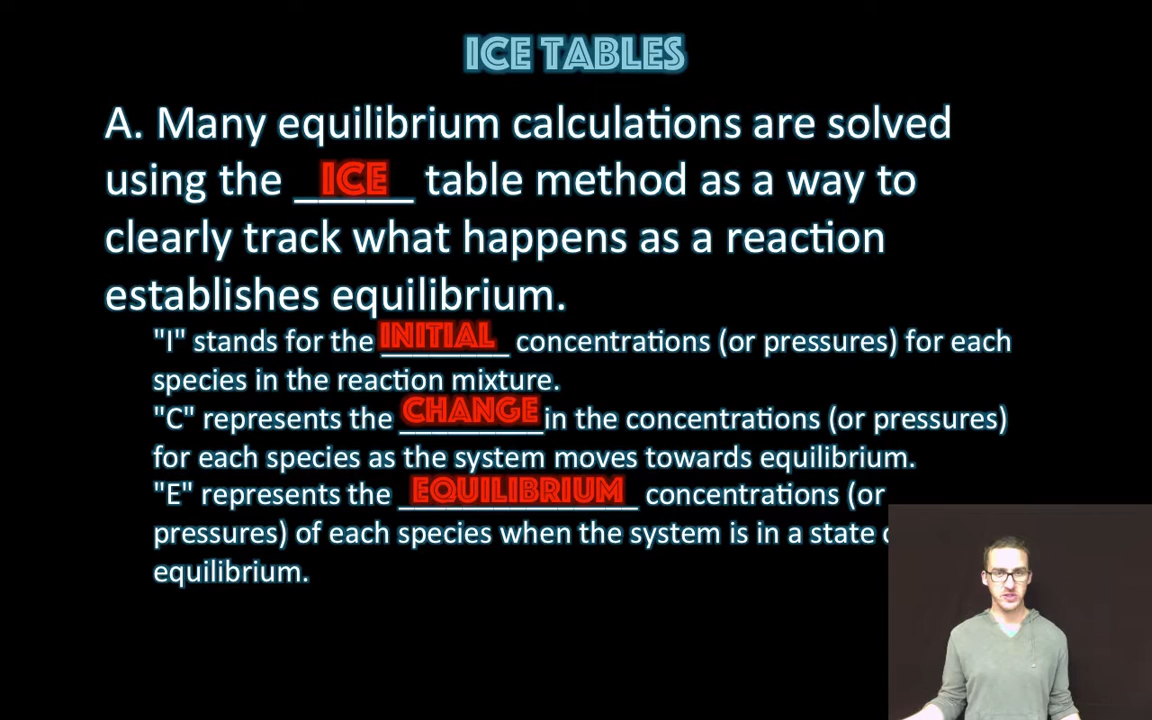 ICE TABLES
A. Many equilibrium calculations are solved
using the ICE table method as a way to
clearly track what happens as a reaction
establishes equilibrium.
"I" stands for the INITIAL concentrations (or pressures) for each
species in the reaction mixture.
"C" represents the CHANGE in the concentrations (or pressures)
for each species as the system moves towards equilibrium.
"E" represents the EQUILIBRIUM concentrations (or
pressures) of each species when the system is in a state
equilibrium.